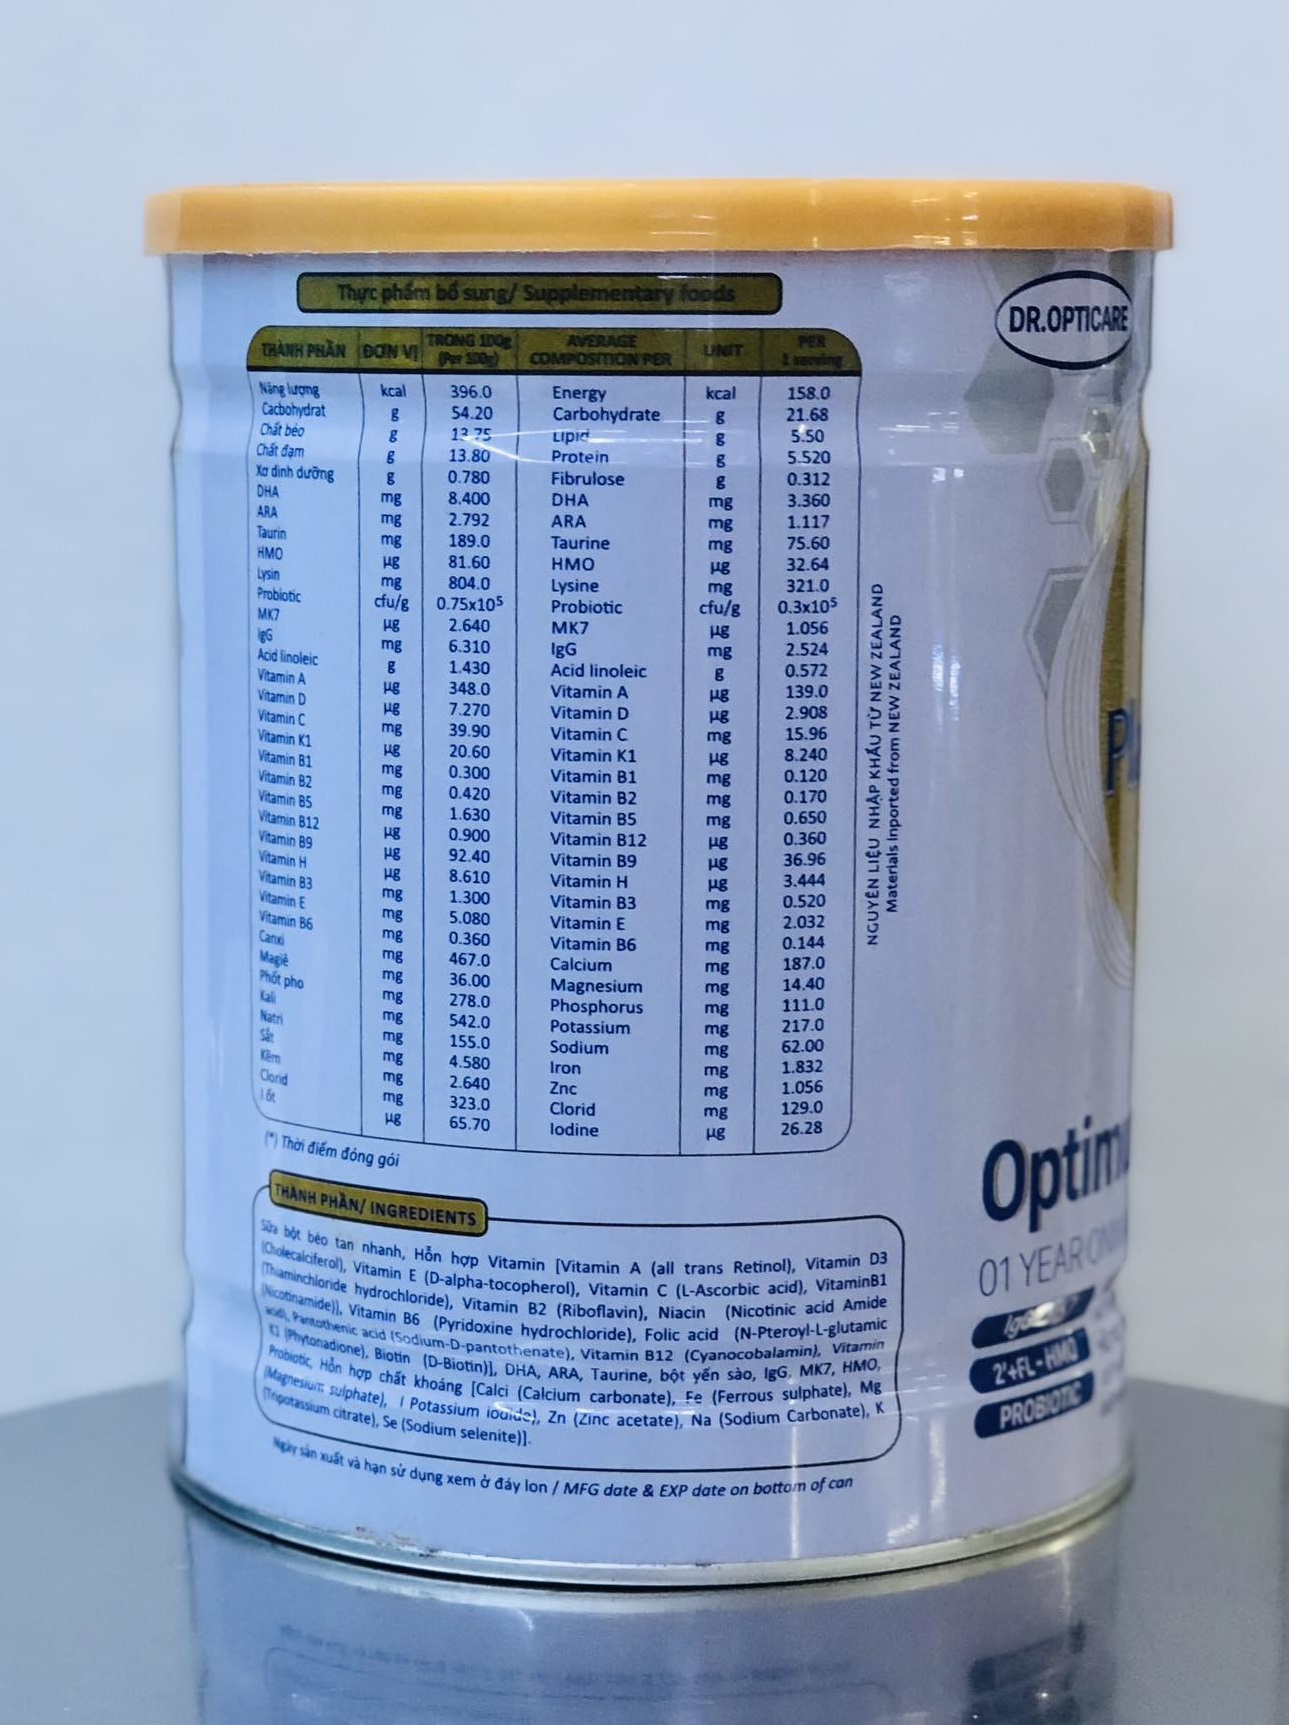 Thực phẩm bổ sung/ Supplementary foods
DR.OPTICARE
THÀNH PHẦN ĐƠN VỊ TRONG 100g (Per 100g) AVERAGE COMPOSITION PER UNIT PER 1 serving
Năng lượng kcal 396.0 Energy kcal 158.0
Cacbohydrat g 54.20 Carbohydrate g 21.68
Chất béo g 13.75 Lipid g 5.50
Chất đạm g 13.80 Protein g 5.520
Xơ dinh dưỡng g 0.780 Fibrulose g 0.312
DHA mg 8.400 DHA mg 3.360
ARA mg 2.792 ARA mg 1.117
Taurin mg 189.0 Taurine mg 75.60
HMO µg 81.60 HMO µg 32.64
Lysin mg 804.0 Lysine mg 321.0
Probiotic cfu/g 0.75x10⁵ Probiotic cfu/g 0.3x10⁵
MK7 µg 2.640 MK7 µg 1.056
IgG mg 6.310 IgG mg 2.524
Acid linoleic g 1.430 Acid linoleic g 0.572
Vitamin A µg 348.0 Vitamin A µg 139.0
Vitamin D µg 7.270 Vitamin D µg 2.908
Vitamin C mg 39.90 Vitamin C mg 15.96
Vitamin K1 µg 20.60 Vitamin K1 µg 8.240
Vitamin B1 mg 0.300 Vitamin B1 mg 0.120
Vitamin B2 mg 0.420 Vitamin B2 mg 0.170
Vitamin B5 mg 1.630 Vitamin B5 mg 0.650
Vitamin B12 µg 0.900 Vitamin B12 µg 0.360
Vitamin B9 µg 92.40 Vitamin B9 µg 36.96
Vitamin H µg 8.610 Vitamin H µg 3.444
Vitamin B3 mg 1.300 Vitamin B3 mg 0.520
Vitamin E mg 5.080 Vitamin E mg 2.032
Vitamin B6 mg 0.360 Vitamin B6 mg 0.144
Canxi mg 467.0 Calcium mg 187.0
Magiê mg 36.00 Magnesium mg 14.40
Phốt pho mg 278.0 Phosphorus mg 111.0
Kali mg 542.0 Potassium mg 217.0
Natri mg 155.0 Sodium mg 62.00
Sắt mg 4.580 Iron mg 1.832
Kẽm mg 2.640 Znc mg 1.056
Clorid mg 323.0 Clorid mg 129.0
I ốt µg 65.70 Iodine µg 26.28
(*) Thời điểm đóng gói
NGUYÊN LIỆU NHẬP KHẨU TỪ NEW ZEALAND
Materials Inported from NEW ZEALAND
THÀNH PHẦN/ INGREDIENTS
Sữa bột béo tan nhanh, Hỗn hợp Vitamin [Vitamin A (all trans Retinol), Vitamin D3
(Cholecalciferol), Vitamin E (D-alpha-tocopherol), Vitamin C (L-Ascorbic acid), VitaminB1
(Thiaminchloride hydrochloride), Vitamin B2 (Riboflavin), Niacin (Nicotinic acid Amide
(Nicotinamide)], Vitamin B6 (Pyridoxine hydrochloride), Folic acid (N-Pteroyl-L-glutamic
acid), Pantothenic acid (Sodium-D-pantothenate), Vitamin B12 (Cyanocobalamin), Vitamin
K1 (Phytonadione), Biotin (D-Biotin)], DHA, ARA, Taurine, bột yến sào, IgG, MK7, HMO,
Probiotic, Hỗn hợp chất khoáng [Calci (Calcium carbonate), Fe (Ferrous sulphate), Mg
(Magnesium sulphate), I Potassium iodide), Zn (Zinc acetate), Na (Sodium Carbonate), K
(Tripotassium citrate), Se (Sodium selenite)].
Ngày sản xuất và hạn sử dụng xem ở đáy lon / MFG date & EXP date on bottom of can
01 YEAR
2'+FL - HMO
PROBIOTIC